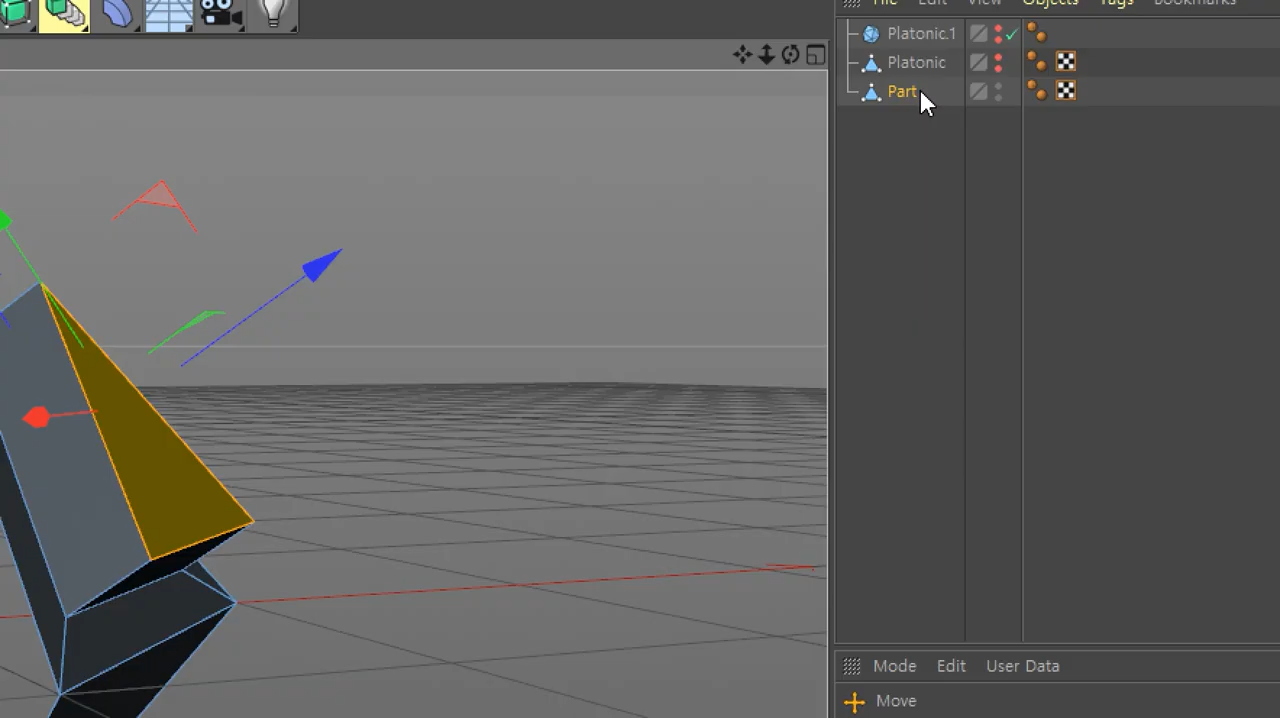 File Edit View Objects Tags Bookmarks
Platonic.1
Platonic
Part
Mode Edit User Data
Move